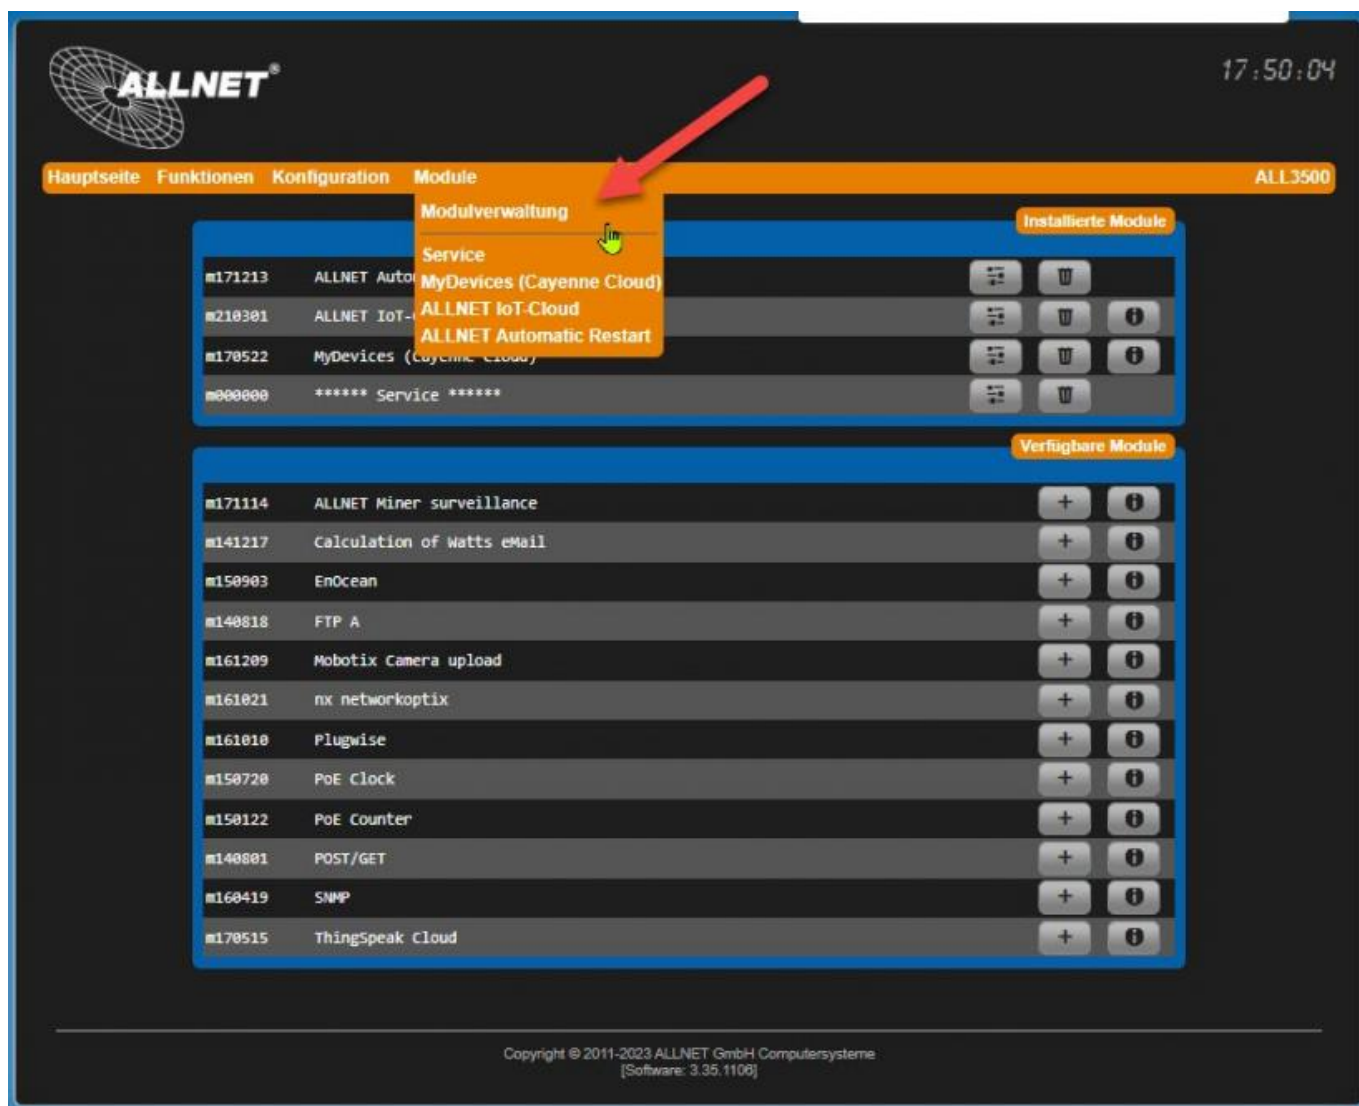 ALLNET®
17:50:04
Hauptseite Funktionen Konfiguration Module ALL3500
Modulverwaltung
Service
MyDevices (Cayenne Cloud)
ALLNET IoT-Cloud
ALLNET Automatic Restart
Installierte Module
m171213 ALLNET Auto
m210301 ALLNET IoT-
m170522 MyDevices (Cayenne Cloud)
m000000 ****** Service ******
Verfügbare Module
m171114 ALLNET Miner surveillance
m141217 Calculation of Watts eMail
m150903 EnOcean
m140818 FTP A
m161209 Mobotix Camera upload
m161021 nx networkoptix
m161010 Plugwise
m150720 PoE Clock
m150122 PoE Counter
m140801 POST/GET
m160419 SNMP
m170515 ThingSpeak Cloud
Copyright © 2011-2023 ALLNET GmbH Computersysteme
[Software: 3.35.1106]